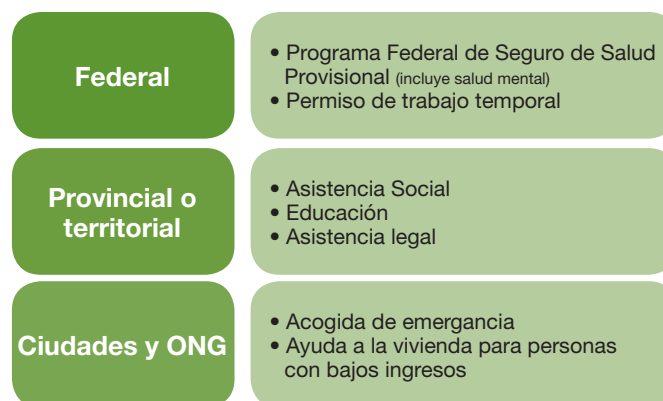 Federal
• Programa Federal de Seguro de Salud
Provisional (incluye salud mental)
• Permiso de trabajo temporal
Provincial o
territorial
• Asistencia Social
• Educación
• Asistencia legal
Ciudades y ONG
• Acogida de emergancia
• Ayuda a la vivienda para personas
con bajos ingresos